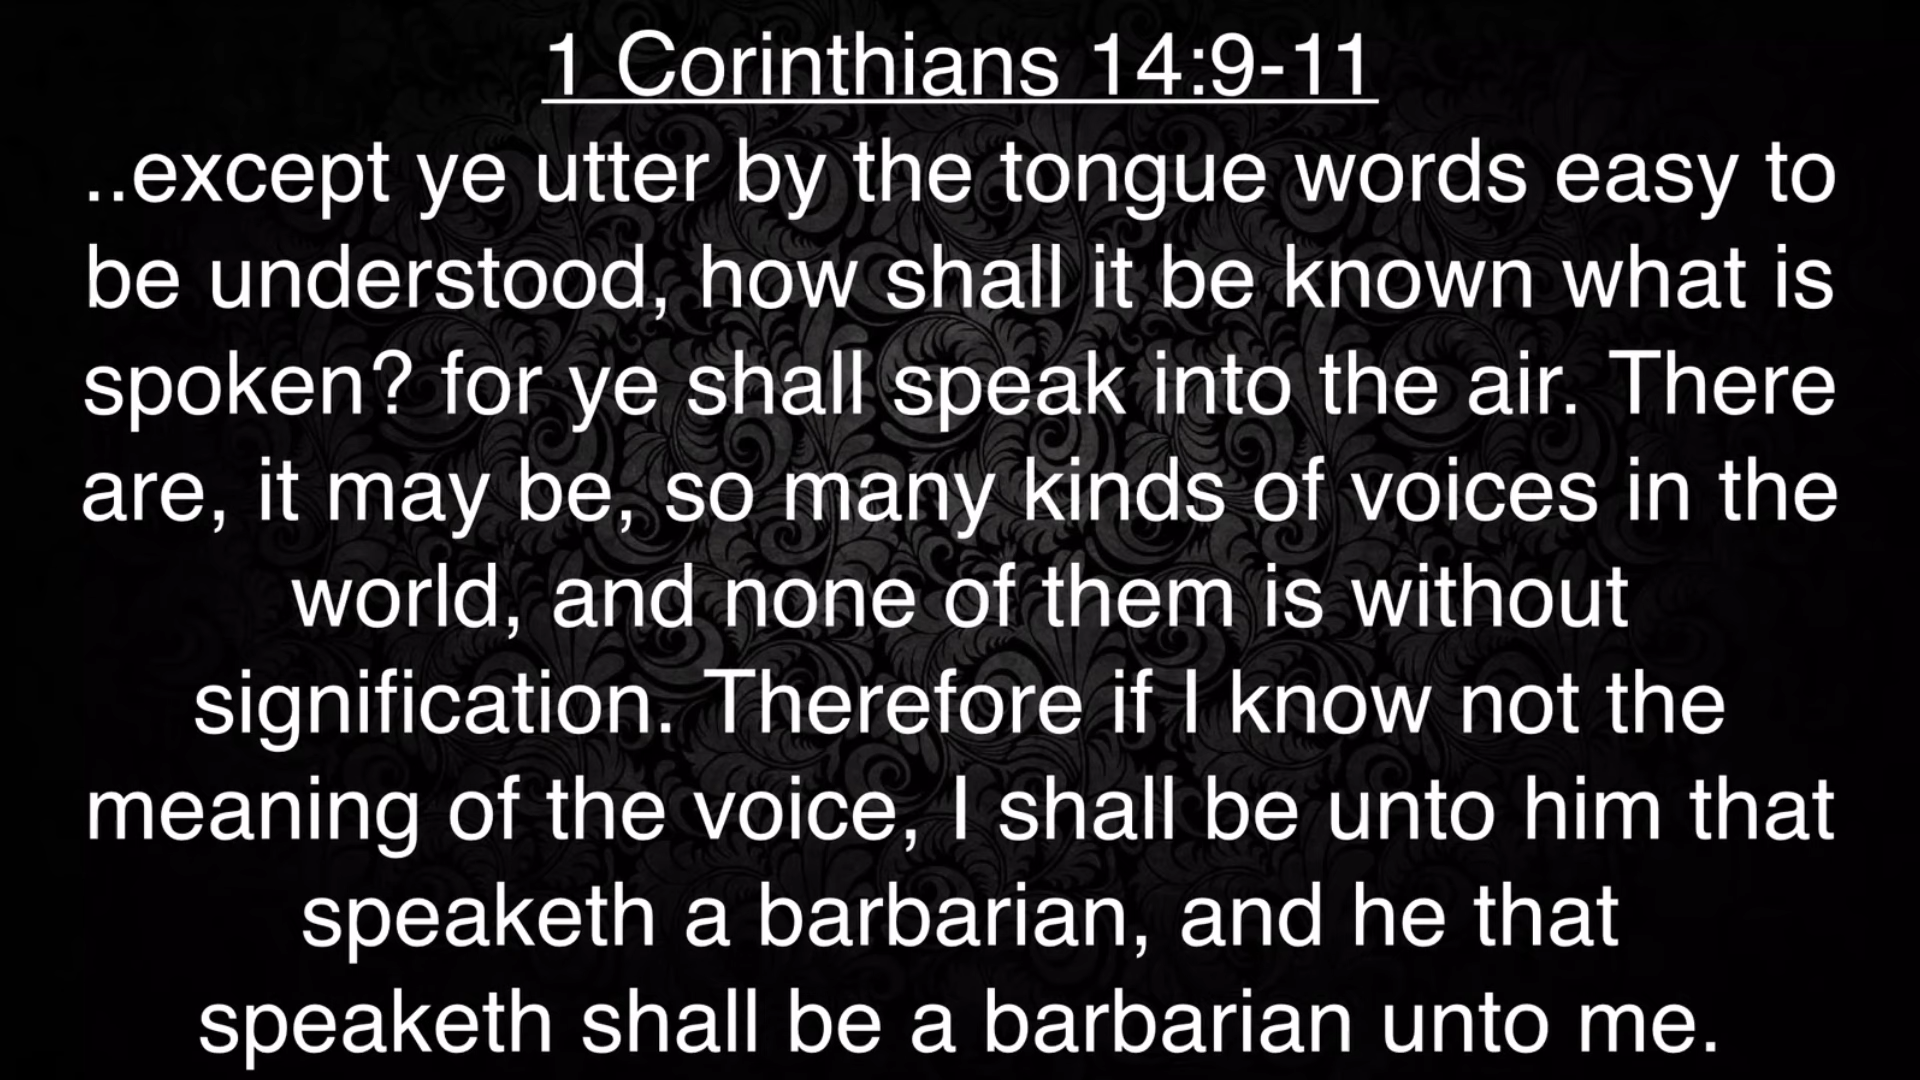 1 Corinthians 14:9-11
..except ye utter by the tongue words easy to
be understood, how shall it be known what is
spoken? for ye shall speak into the air. There
are, it may be, so many kinds of voices in the
world, and none of them is without
signification. Therefore if I know not the
meaning of the voice, I shall be unto him that
speaketh a barbarian, and he that
speaketh shall be a barbarian unto me.